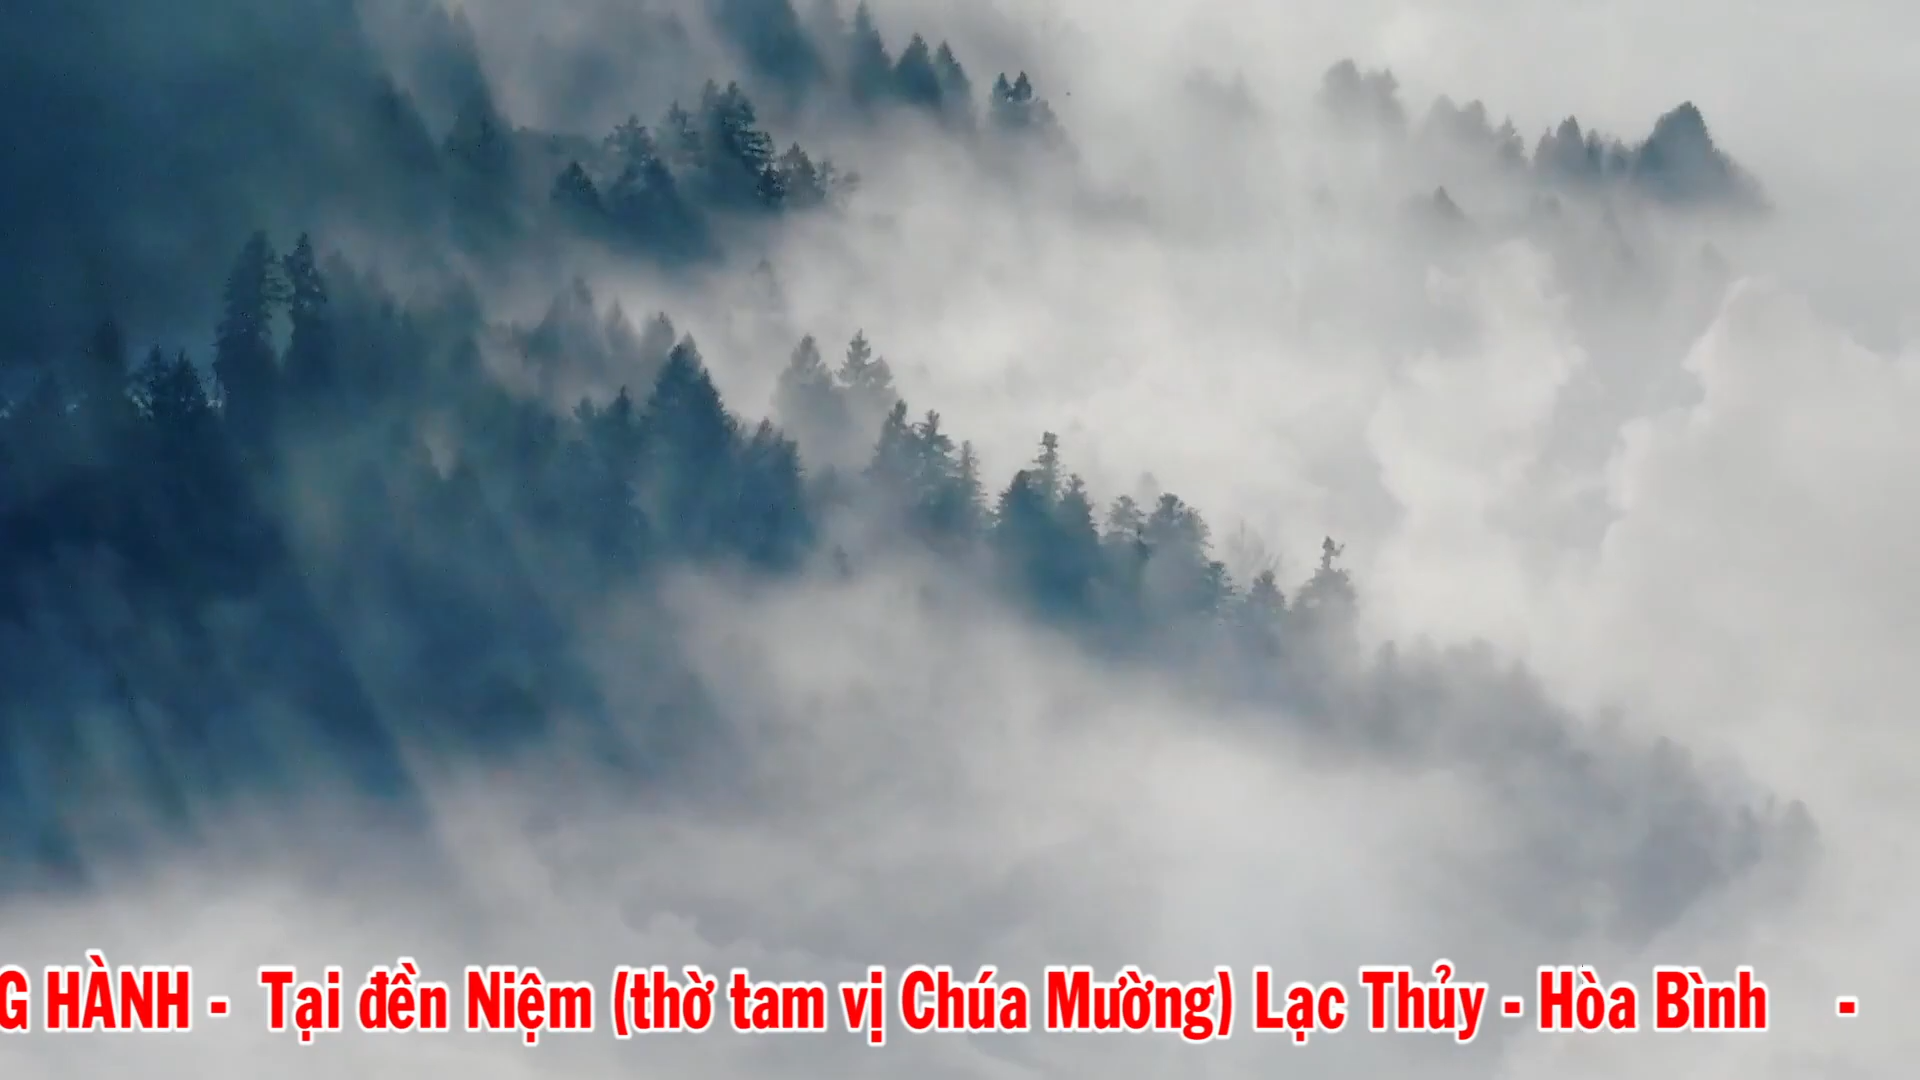 G HÀNH - Tại đền Niệm (thờ tam vị Chúa Mường) Lạc Thủy - Hòa Bình -